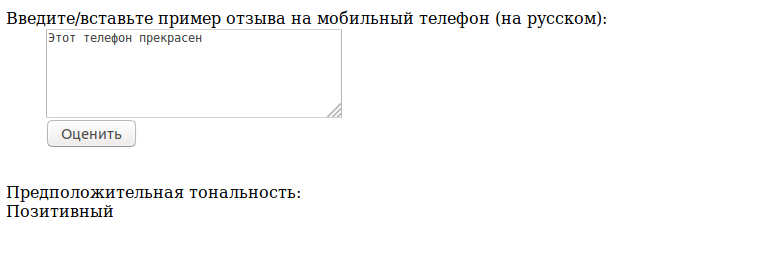 Введите/вставьте пример отзыва на мобильный телефон (на русском):
Этот телефон прекрасен
Оценить
Предположительная тональность:
Позитивный